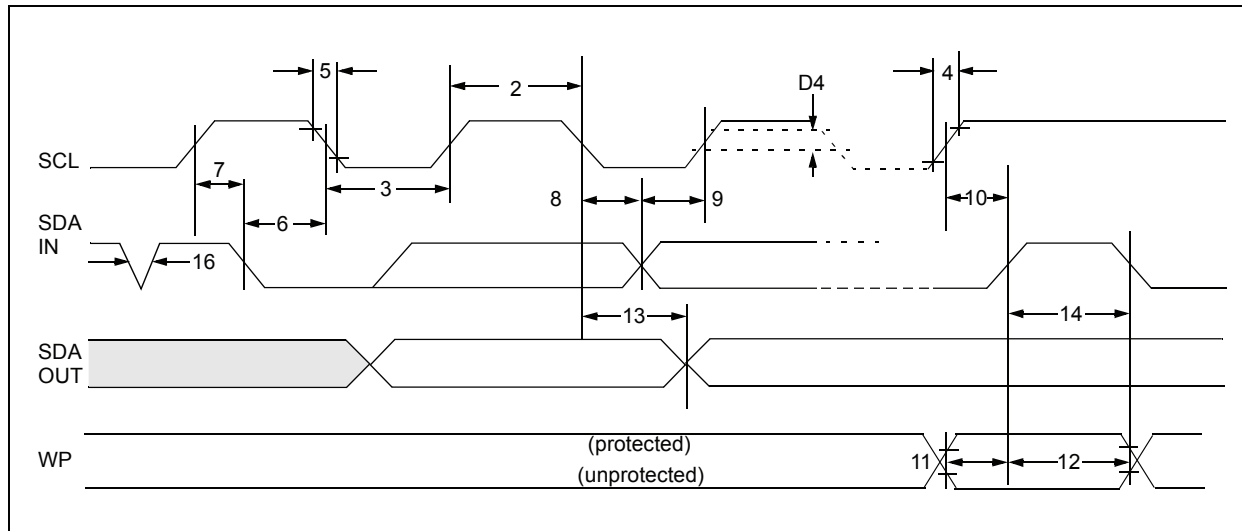 5
2
D4
4
SCL
7
3
8
9
10
6
SDA
IN
16
13
14
SDA
OUT
(protected)
WP
11
12
(unprotected)